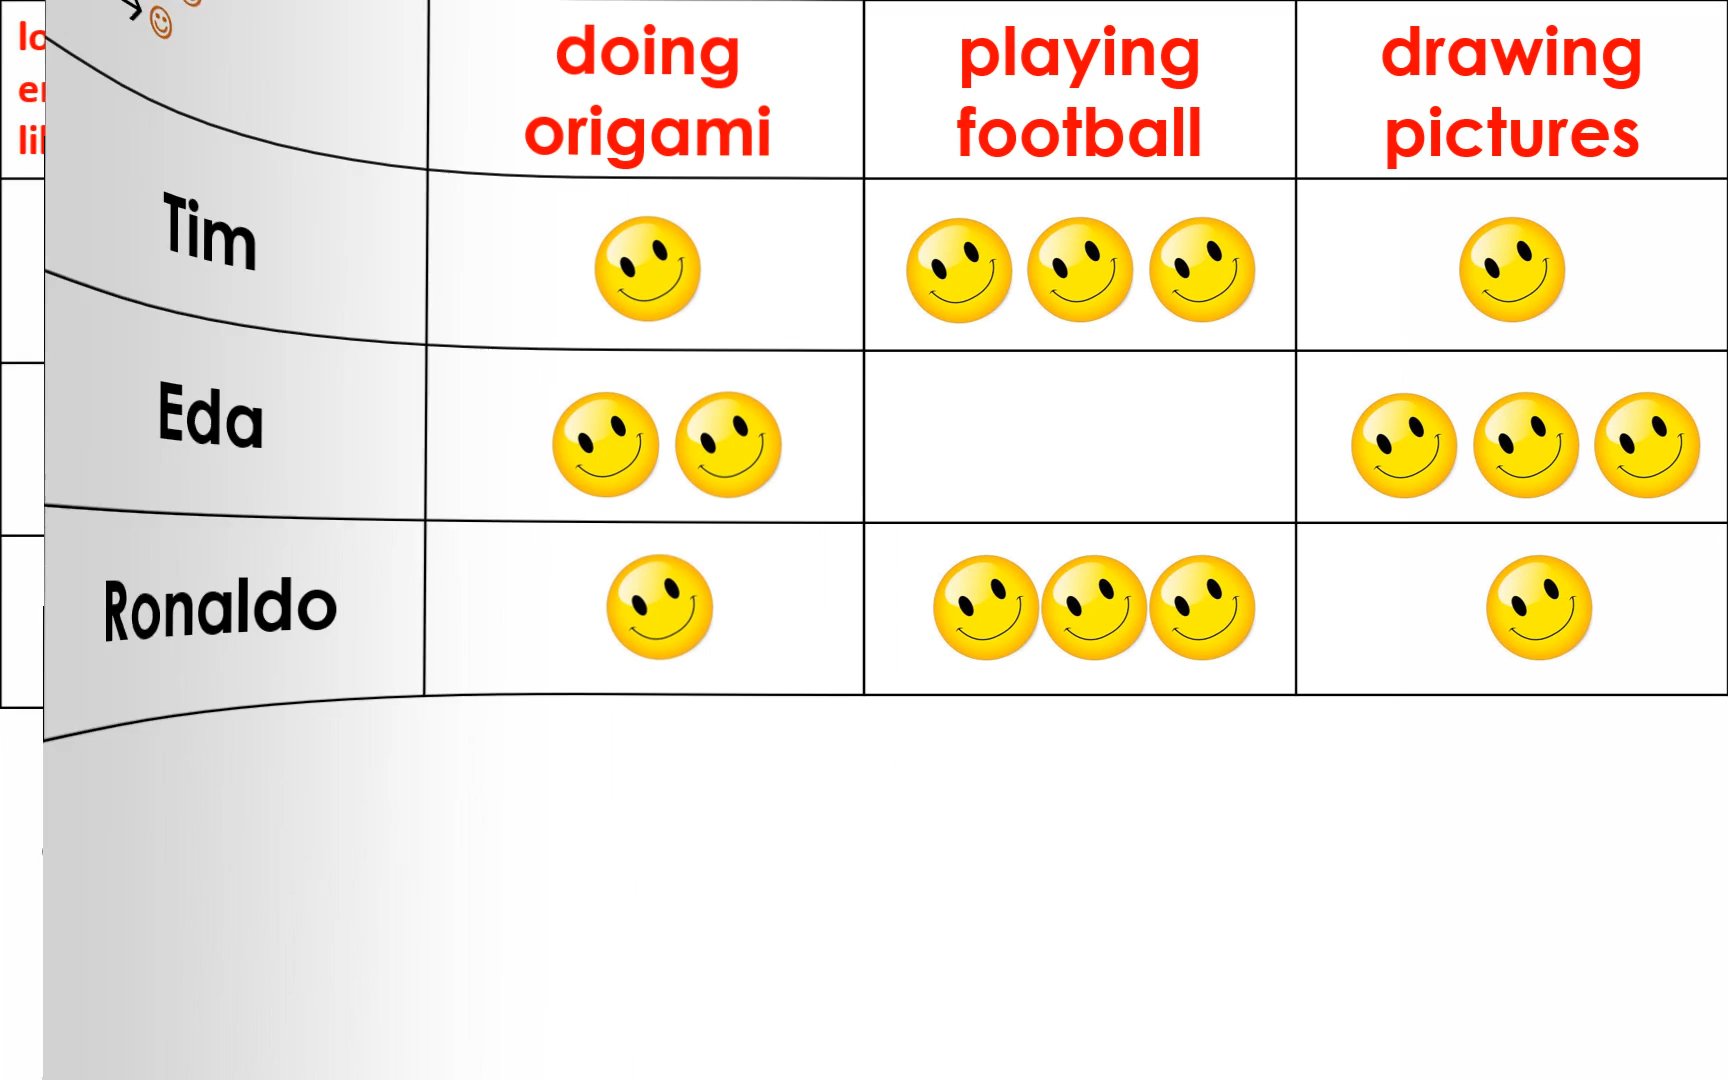 doing
origami
playing
football
drawing
pictures
Tim
Eda
Ronaldo